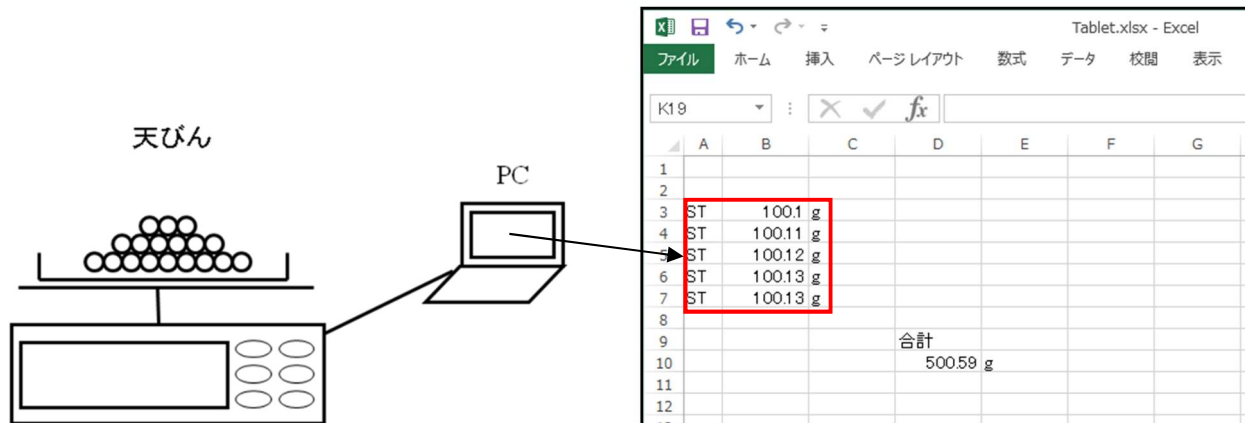 天びん
PC
Tablet.xlsx - Excel
ファイル ホーム 挿入 ページ レイアウト 数式 データ 校閲 表示
K19 fx
A B C D E F G
1
2
3 ST 100.1 g
4 ST 100.11 g
5 ST 100.12 g
6 ST 100.13 g
7 ST 100.13 g
8
9 合計
10 500.59 g
11
12